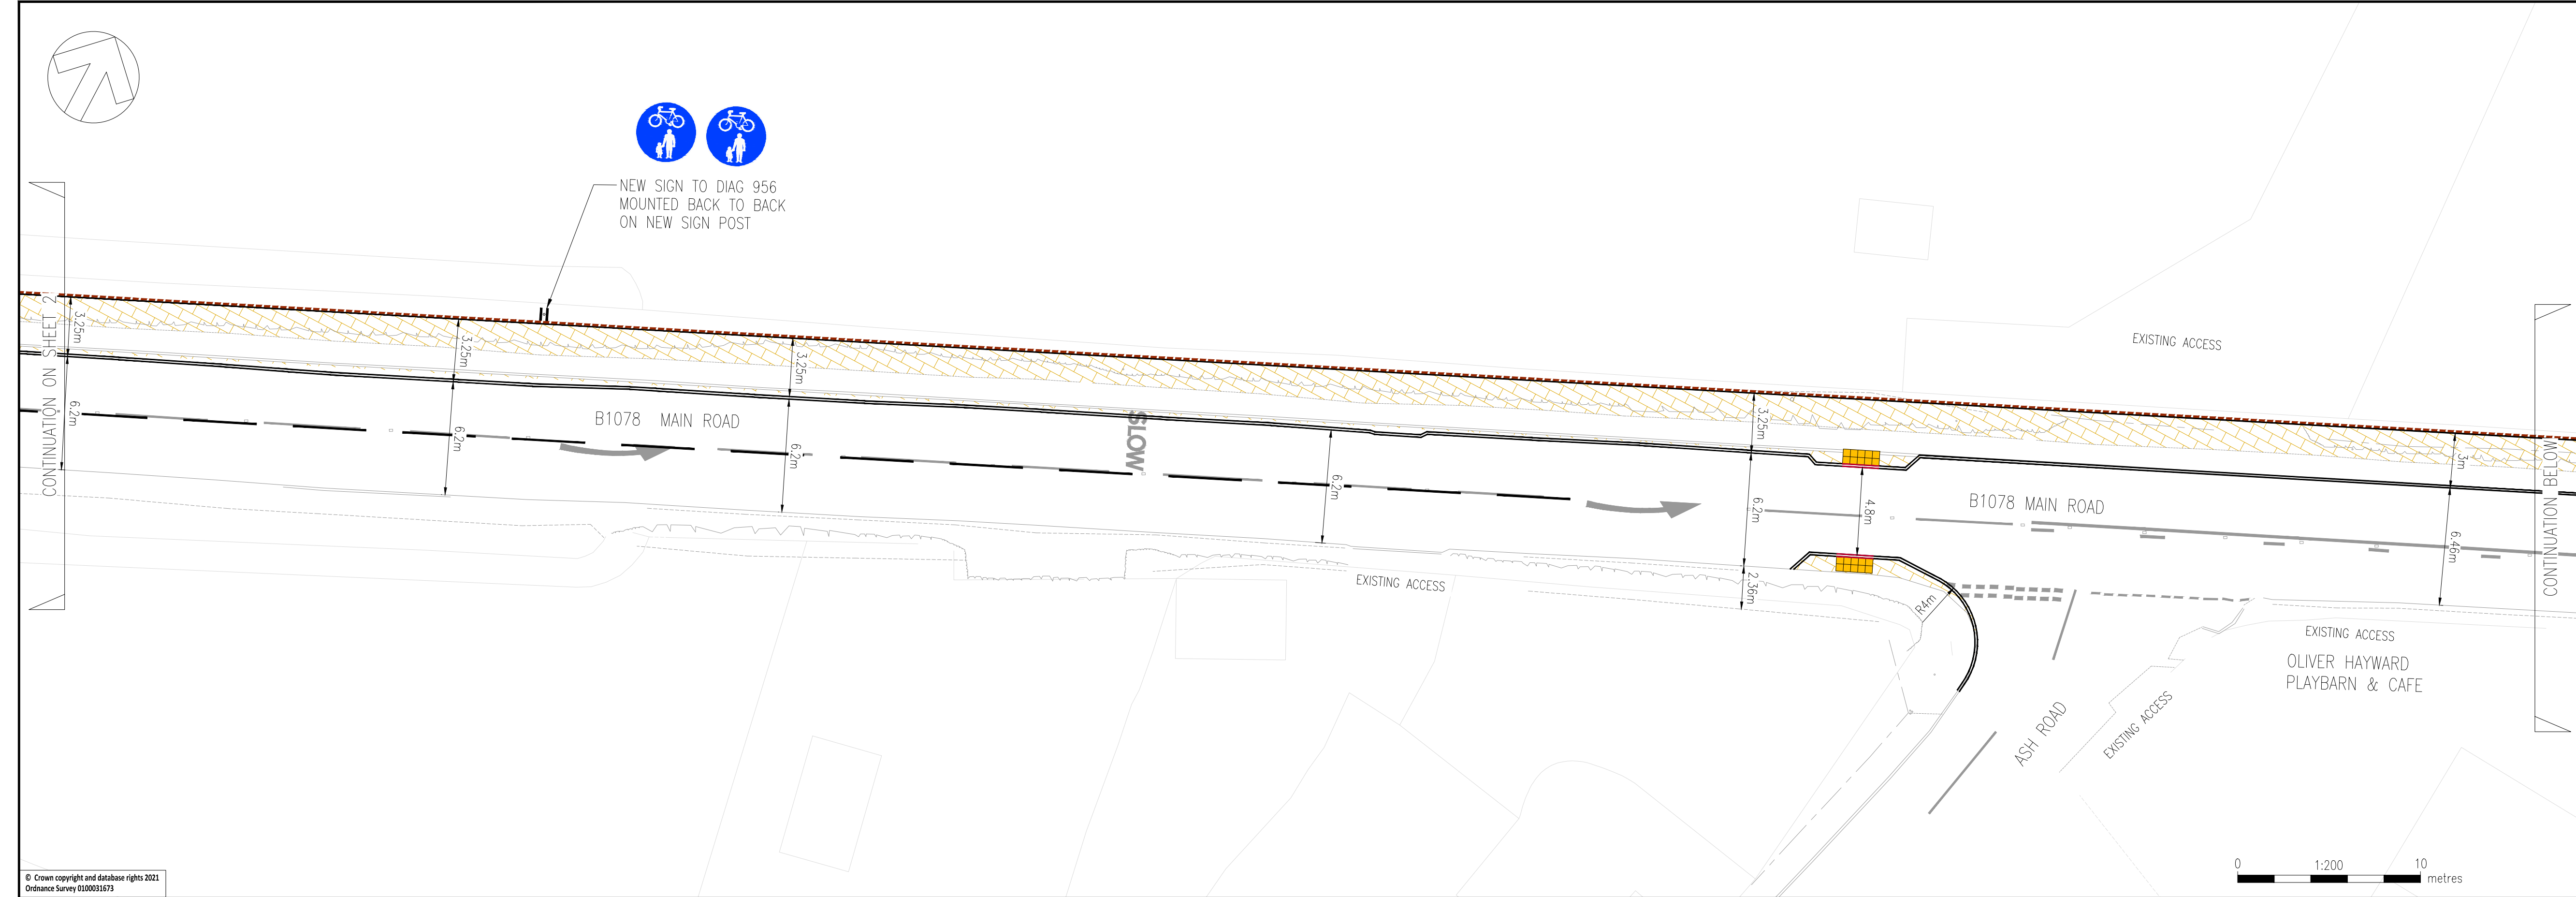 NEW SIGN TO DIAG 956
MOUNTED BACK TO BACK
ON NEW SIGN POST
CONTINUATION ON SHEET 2
3.25m
6.2m
3.25m
6.2m
B1078 MAIN ROAD
3.25m
6.2m
SLOW
6.2m
EXISTING ACCESS
3.25m
6.2m
2.36m
4.8m
R4m
B1078 MAIN ROAD
EXISTING ACCESS
3m
6.46m
CONTINUATION BELOW
EXISTING ACCESS
OLIVER HAYWARD
PLAYBARN & CAFE
EXISTING ACCESS
ASH ROAD
0 1:200 10
metres
© Crown copyright and database rights 2021
Ordnance Survey 0100031673